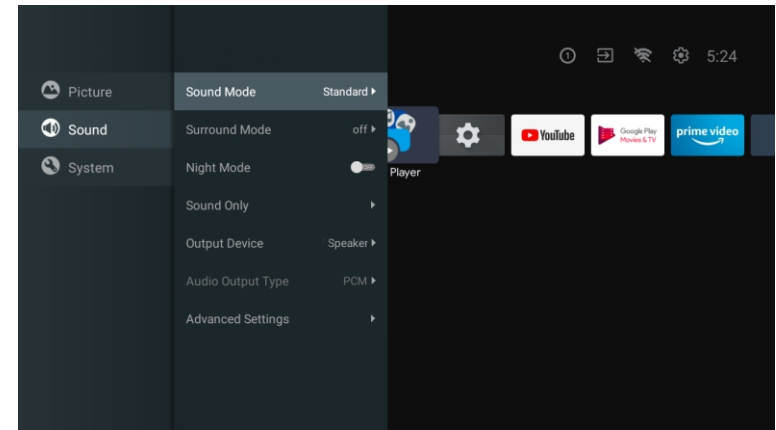 5:24
Picture
Sound
System
Sound Mode Standard
Surround Mode off
Night Mode
Sound Only
Output Device Speaker
Audio Output Type PCM
Advanced Settings
Player
YouTube
Google Play
Movies & TV
prime video